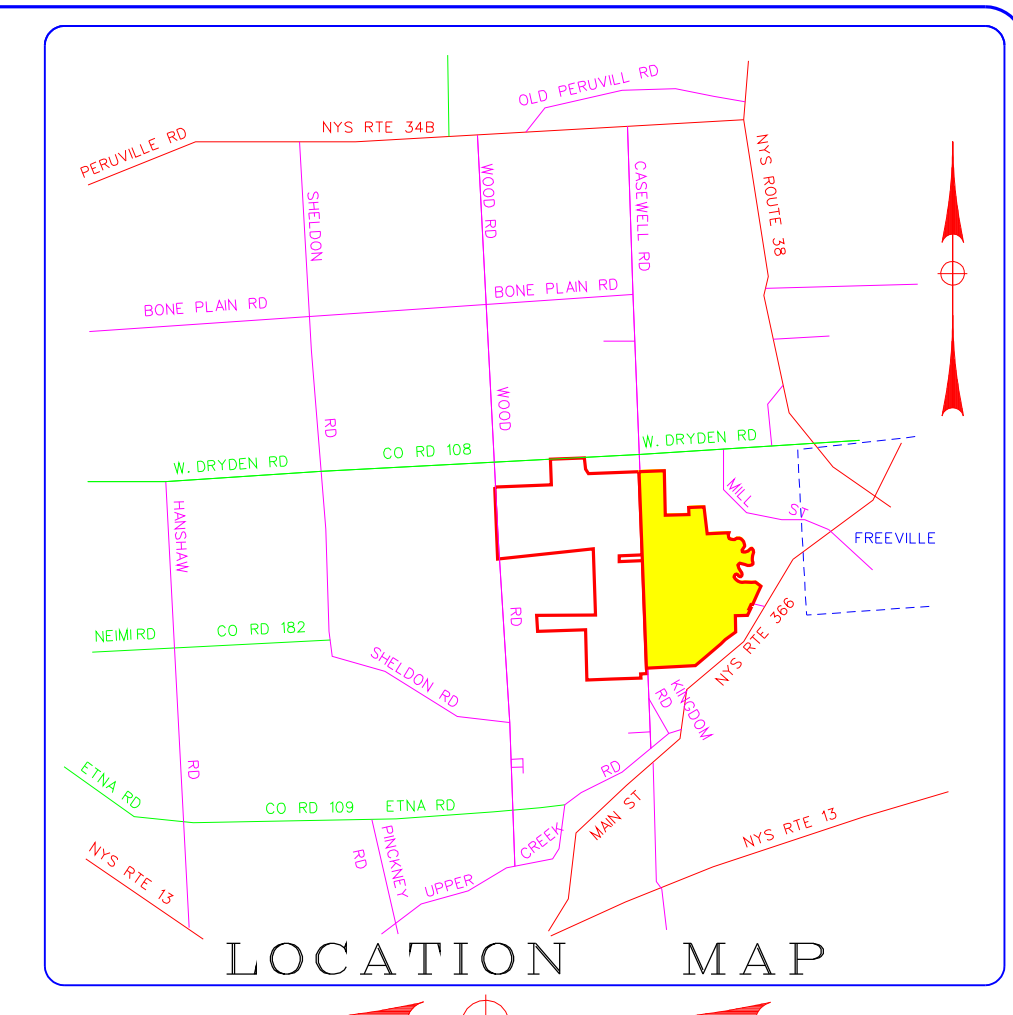 OLD PERUVILL RD
NYS RTE 34B
PERUVILLE RD
NYS ROUTE 38
WOOD RD
CASEWELL RD
SHELDON
BONE PLAIN RD
BONE PLAIN RD
WOOD
RD
W. DRYDEN RD
CO RD 108
W. DRYDEN RD
MILL
ST
HANSHAW
FREEVILLE
RD
NEIMI RD
CO RD 182
NYS RTE 366
SHELDON RD
KINGDOM
RD
RD
RD
ETNA RD
CO RD 109
ETNA RD
MAIN ST
NYS RTE 13
CREEK
PINCKNEY
RD
NYS RTE 13
UPPER
LOCATION MAP